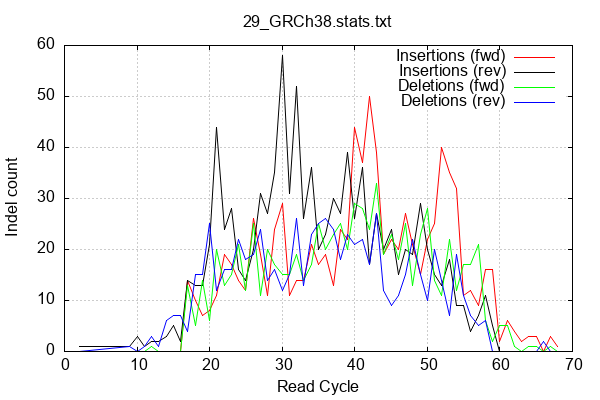 29_GRCh38.stats.txt
Insertions (fwd)
Insertions (rev)
Deletions (fwd)
Deletions (rev)
Indel count
60
50
40
30
20
10
0
0 10 20 30 40 50 60 70
Read Cycle